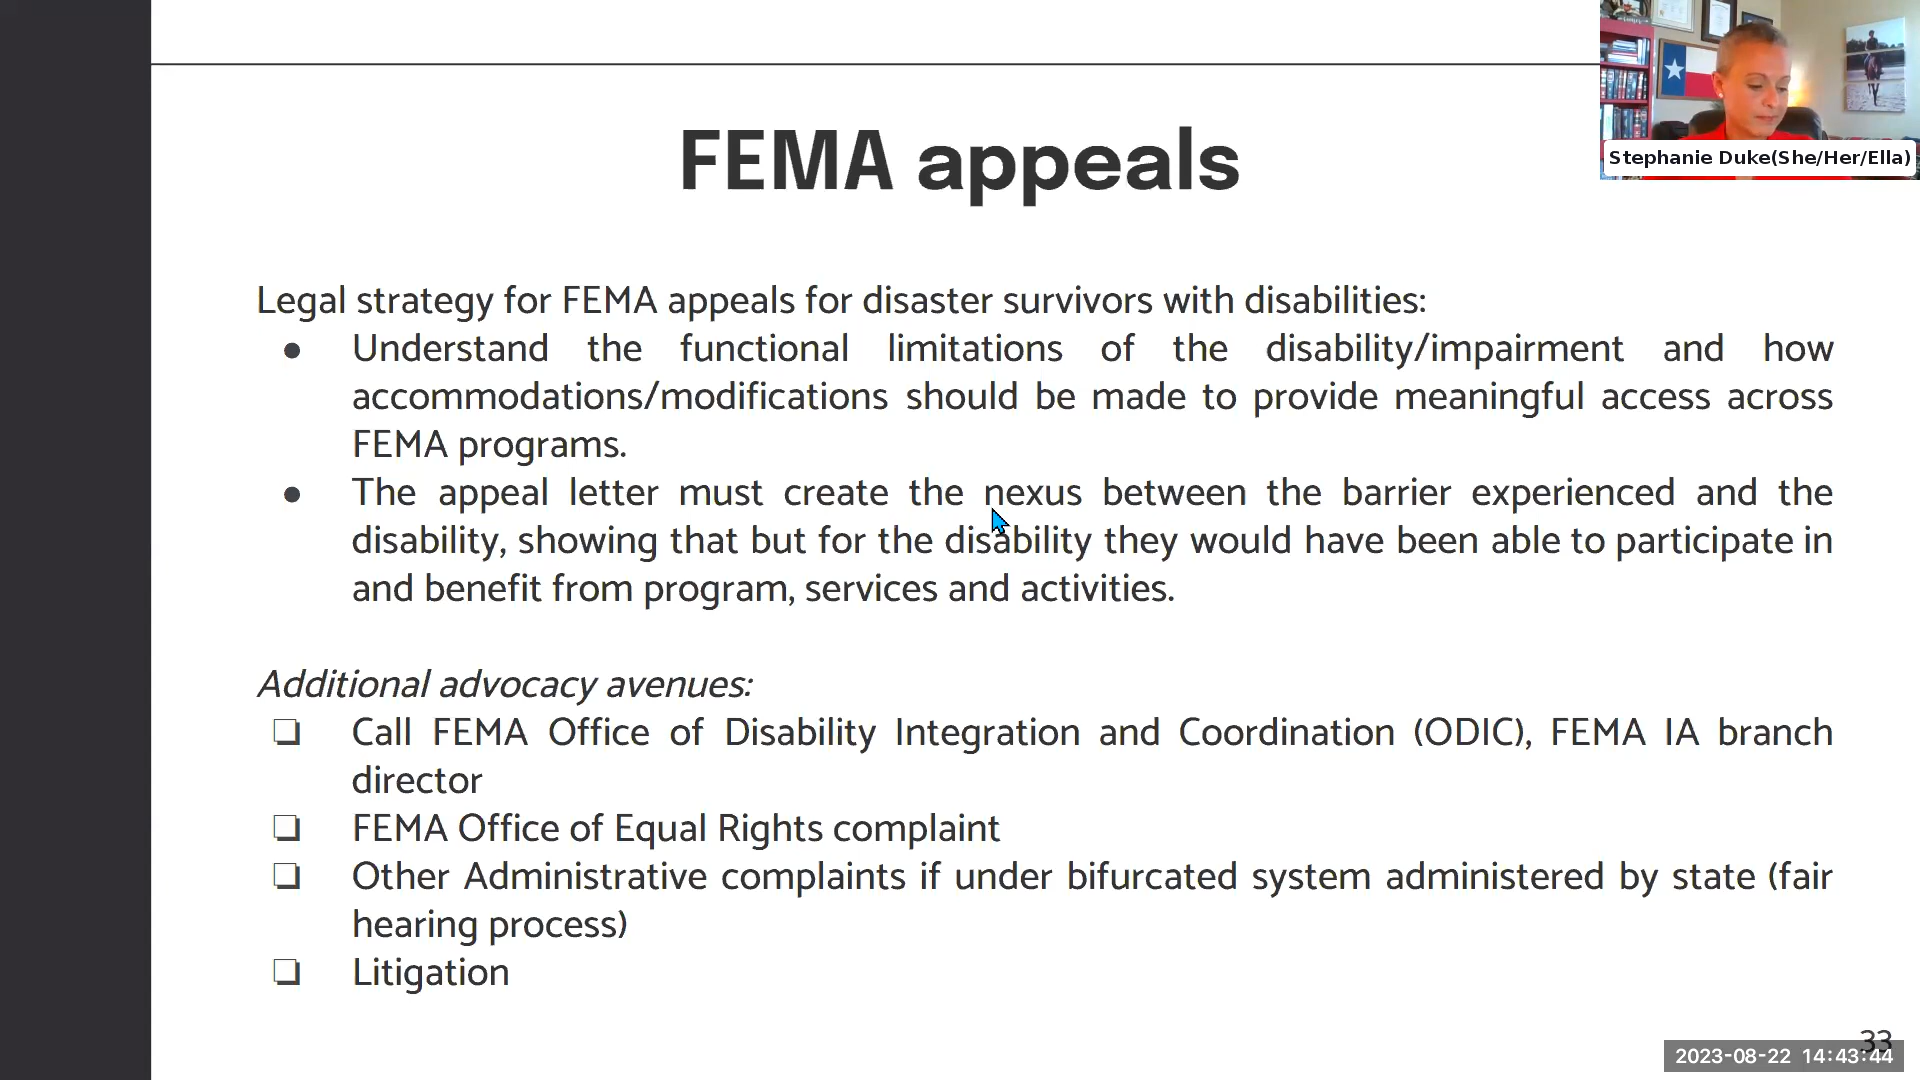 FEMA appeals
Stephanie Duke(She/Her/Ella)
Legal strategy for FEMA appeals for disaster survivors with disabilities:
● Understand the functional limitations of the disability/impairment and how
accommodations/modifications should be made to provide meaningful access across
FEMA programs.
● The appeal letter must create the nexus between the barrier experienced and the
disability, showing that but for the disability they would have been able to participate in
and benefit from program, services and activities.
Additional advocacy avenues:
❏ Call FEMA Office of Disability Integration and Coordination (ODIC), FEMA IA branch
director
❏ FEMA Office of Equal Rights complaint
❏ Other Administrative complaints if under bifurcated system administered by state (fair
hearing process)
❏ Litigation
33
2023-08-22 14:43:44